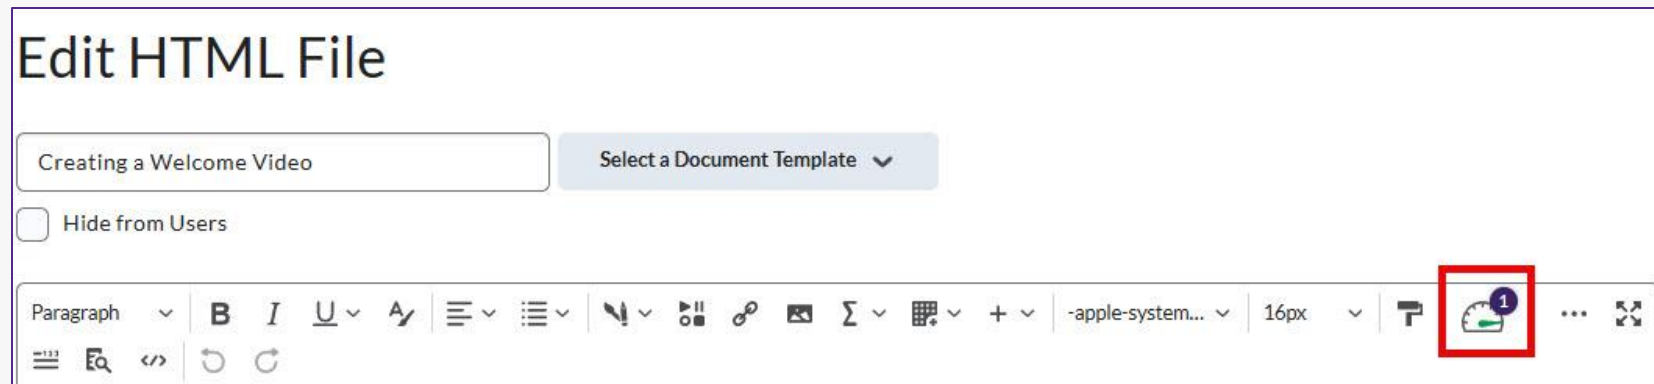 Edit HTML File
Creating a Welcome Video
Select a Document Template
Hide from Users
Paragraph B I U A Σ + -apple-system... 16px 1 ...